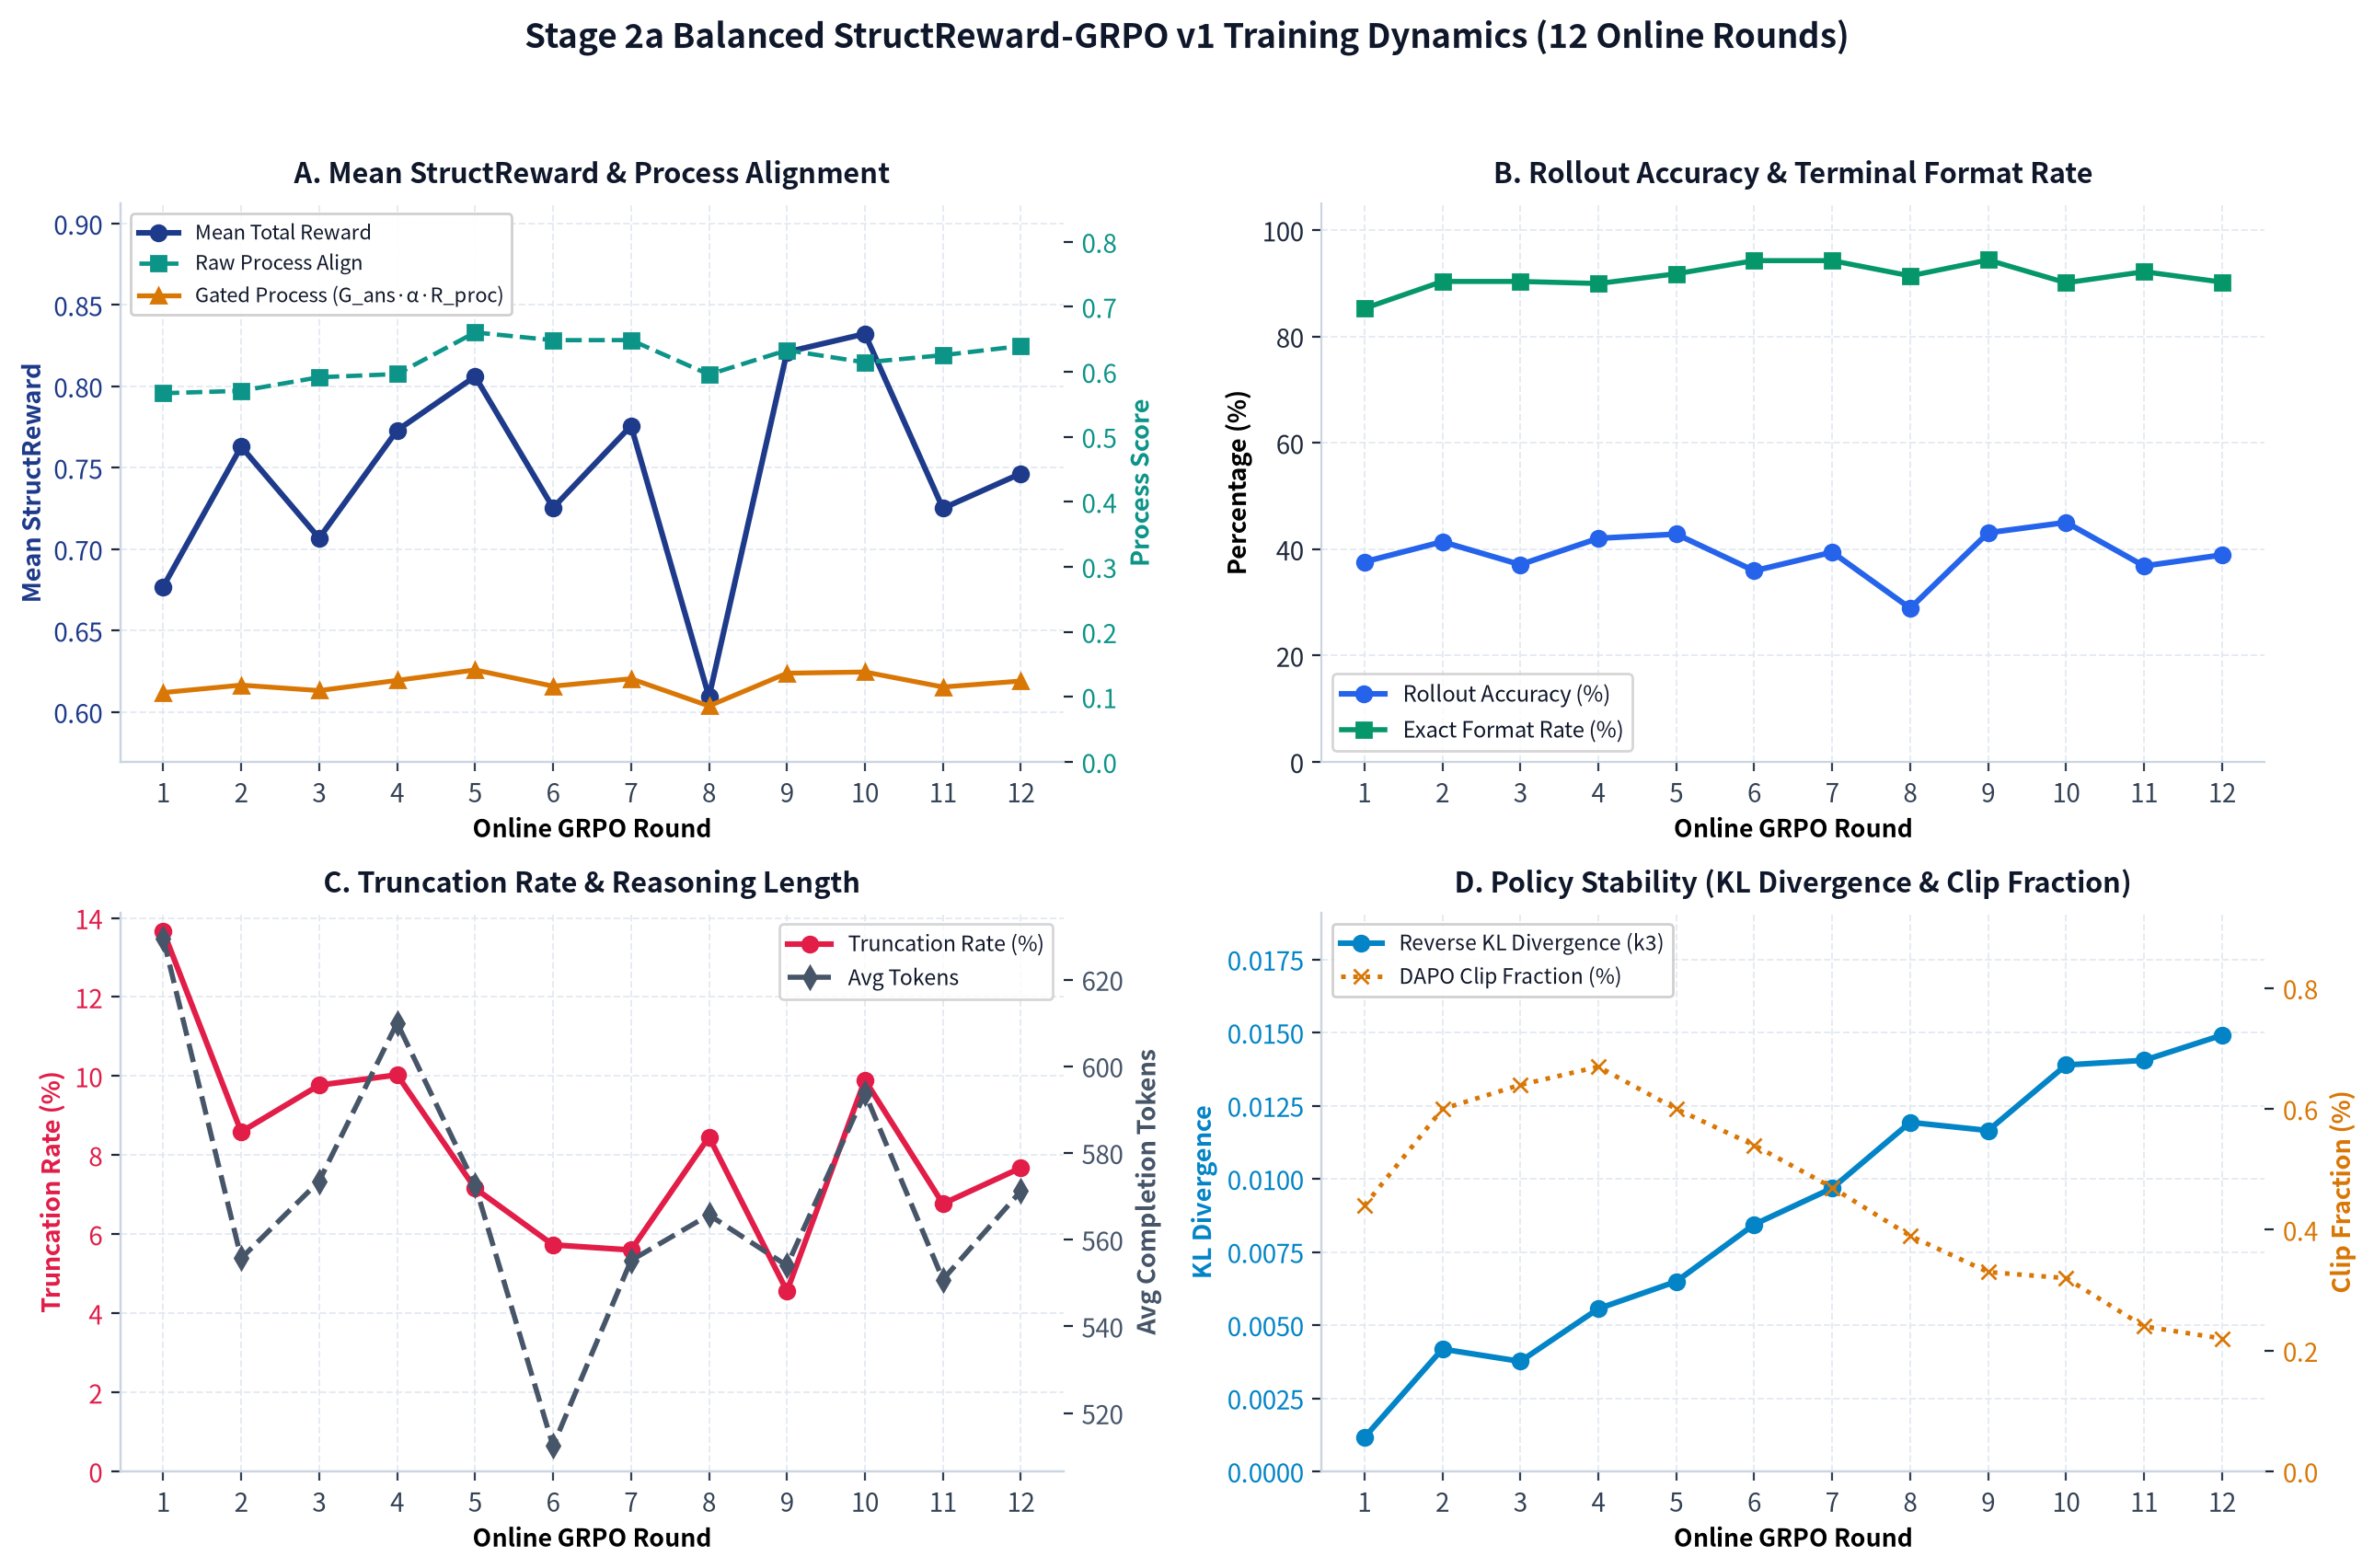 Stage 2a Balanced StructReward-GRPO v1 Training Dynamics (12 Online Rounds)
A. Mean StructReward & Process Alignment
Mean Total Reward
Raw Process Align
Gated Process (G_ans·α·R_proc)
0.90
0.85
0.80
0.75
0.70
0.65
0.60
Mean StructReward
0.8
0.7
0.6
0.5
0.4
0.3
0.2
0.1
0.0
Process Score
1 2 3 4 5 6 7 8 9 10 11 12
Online GRPO Round
B. Rollout Accuracy & Terminal Format Rate
100
80
60
40
20
0
Percentage (%)
Rollout Accuracy (%)
Exact Format Rate (%)
1 2 3 4 5 6 7 8 9 10 11 12
Online GRPO Round
C. Truncation Rate & Reasoning Length
Truncation Rate (%)
Avg Tokens
14
12
10
8
6
4
2
0
Truncation Rate (%)
620
600
580
560
540
520
Avg Completion Tokens
1 2 3 4 5 6 7 8 9 10 11 12
Online GRPO Round
D. Policy Stability (KL Divergence & Clip Fraction)
Reverse KL Divergence (k3)
DAPO Clip Fraction (%)
0.0175
0.0150
0.0125
0.0100
0.0075
0.0050
0.0025
0.0000
KL Divergence
0.8
0.6
0.4
0.2
0.0
Clip Fraction (%)
1 2 3 4 5 6 7 8 9 10 11 12
Online GRPO Round